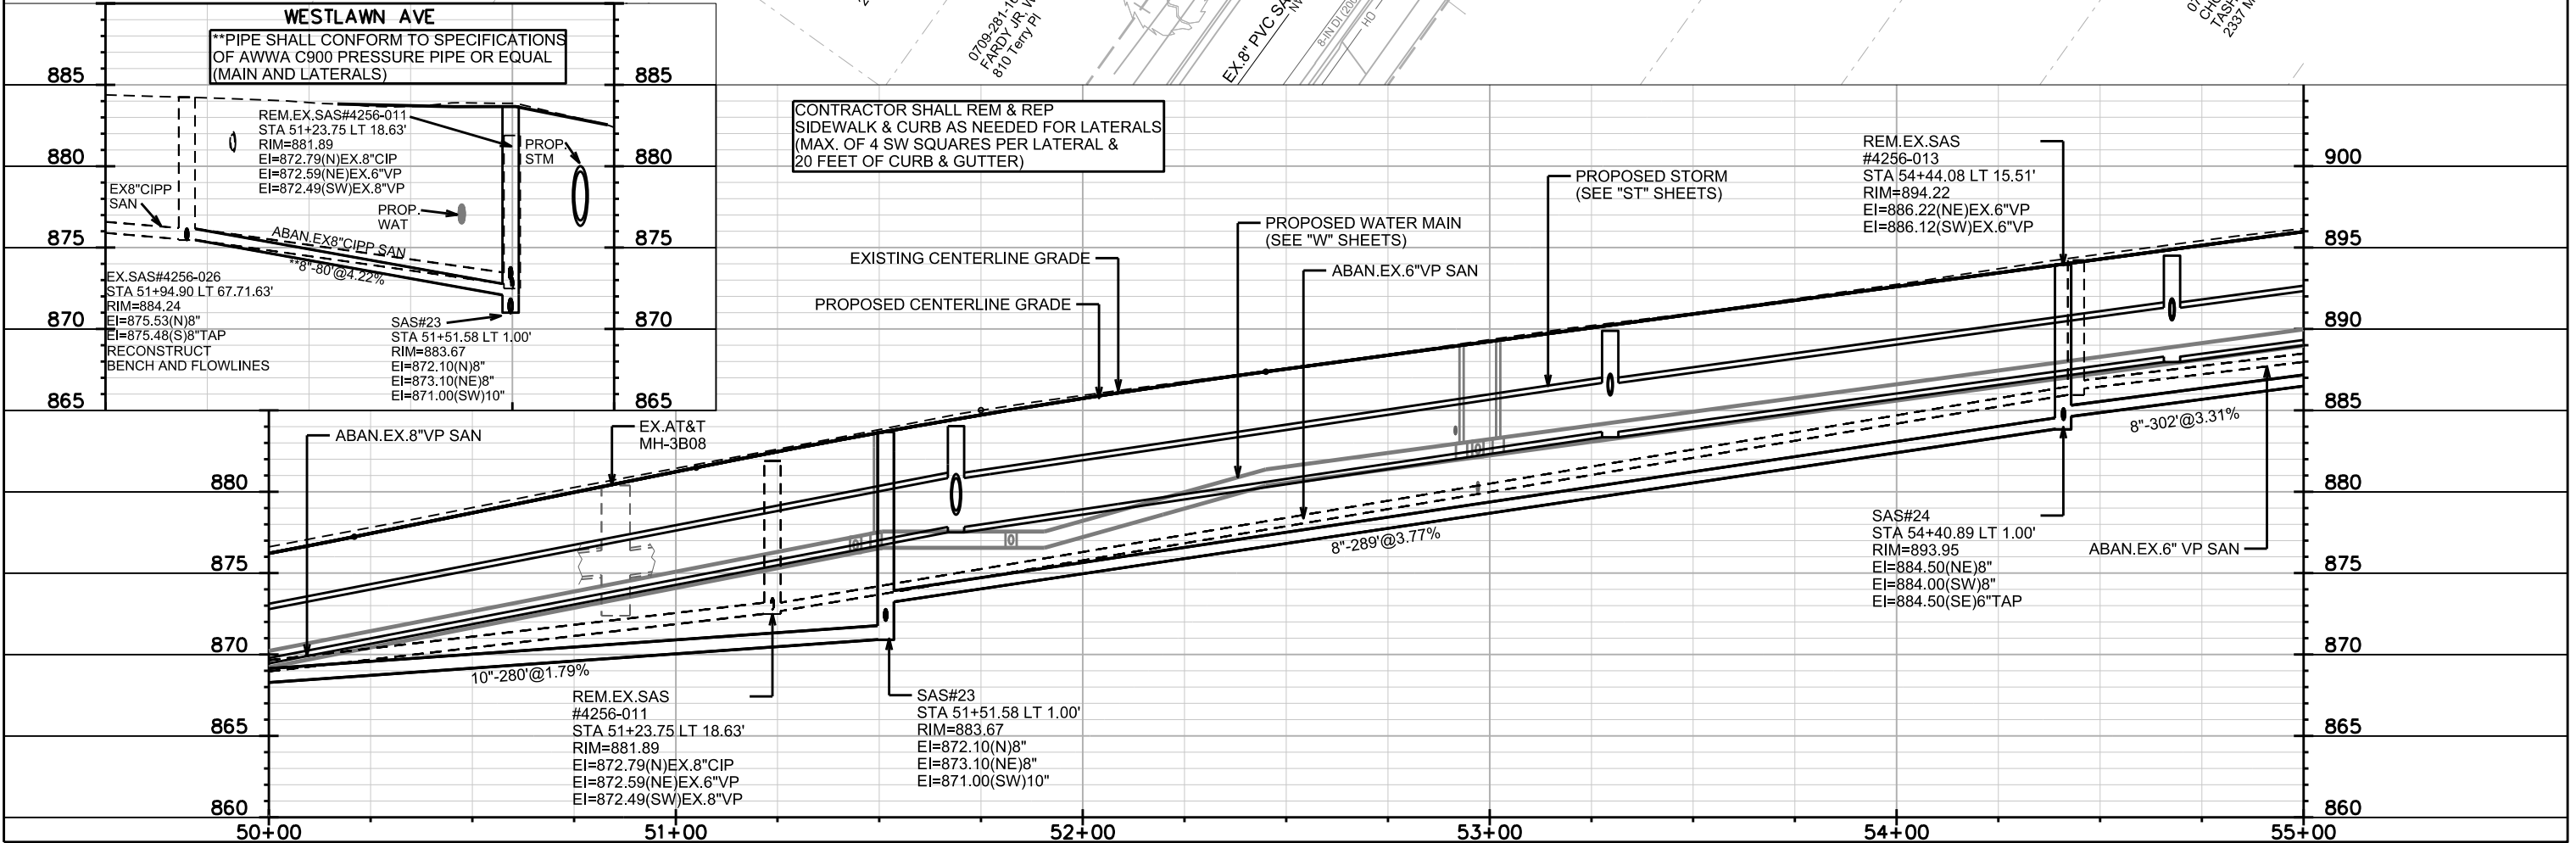 WESTLAWN AVE
**PIPE SHALL CONFORM TO SPECIFICATIONS
OF AWWA C900 PRESSURE PIPE OR EQUAL
(MAIN AND LATERALS)
885
885
REM.EX.SAS#4256-011
STA 51+23.75 LT 18.63'
RIM=881.89
EI=872.79(N)EX.8"CIP
EI=872.59(NE)EX.6"VP
EI=872.49(SW)EX.8"VP
PROP.
STM
880
880
EX8"CIPP
SAN
PROP.
WAT
875
875
ABAN.EX8"CIPP SAN
**8"-80'@4.22%
EX.SAS#4256-026
STA 51+94.90 LT 67.71.63'
RIM=884.24
EI=875.53(N)8"
EI=875.48(S)8"TAP
RECONSTRUCT
BENCH AND FLOWLINES
870
870
SAS#23
STA 51+51.58 LT 1.00'
RIM=883.67
EI=872.10(N)8"
EI=873.10(NE)8"
EI=871.00(SW)10"
865
865
0709-281-1
FARDY JR, W
810 Terry Pl
EX.8" PVC SA
8-IN DI (200
HO
2337 M
CONTRACTOR SHALL REM & REP
SIDEWALK & CURB AS NEEDED FOR LATERALS
(MAX. OF 4 SW SQUARES PER LATERAL &
20 FEET OF CURB & GUTTER)
REM.EX.SAS
#4256-013
STA 54+44.08 LT 15.51'
RIM=894.22
EI=886.22(NE)EX.6"VP
EI=886.12(SW)EX.6"VP
900
PROPOSED STORM
(SEE "ST" SHEETS)
PROPOSED WATER MAIN
(SEE "W" SHEETS)
EXISTING CENTERLINE GRADE
ABAN.EX.6"VP SAN
PROPOSED CENTERLINE GRADE
895
890
885
ABAN.EX.8"VP SAN
EX.AT&T
MH-3B08
8"-302'@3.31%
880
880
8"-289'@3.77%
SAS#24
STA 54+40.89 LT 1.00'
RIM=893.95
EI=884.50(NE)8"
EI=884.00(SW)8"
EI=884.50(SE)6"TAP
ABAN.EX.6" VP SAN
875
875
870
870
10"-280'@1.79%
REM.EX.SAS
#4256-011
STA 51+23.75 LT 18.63'
RIM=881.89
EI=872.79(N)EX.8"CIP
EI=872.59(NE)EX.6"VP
EI=872.49(SW)EX.8"VP
SAS#23
STA 51+51.58 LT 1.00'
RIM=883.67
EI=872.10(N)8"
EI=873.10(NE)8"
EI=871.00(SW)10"
865
865
860
860
50+00
51+00
52+00
53+00
54+00
55+00